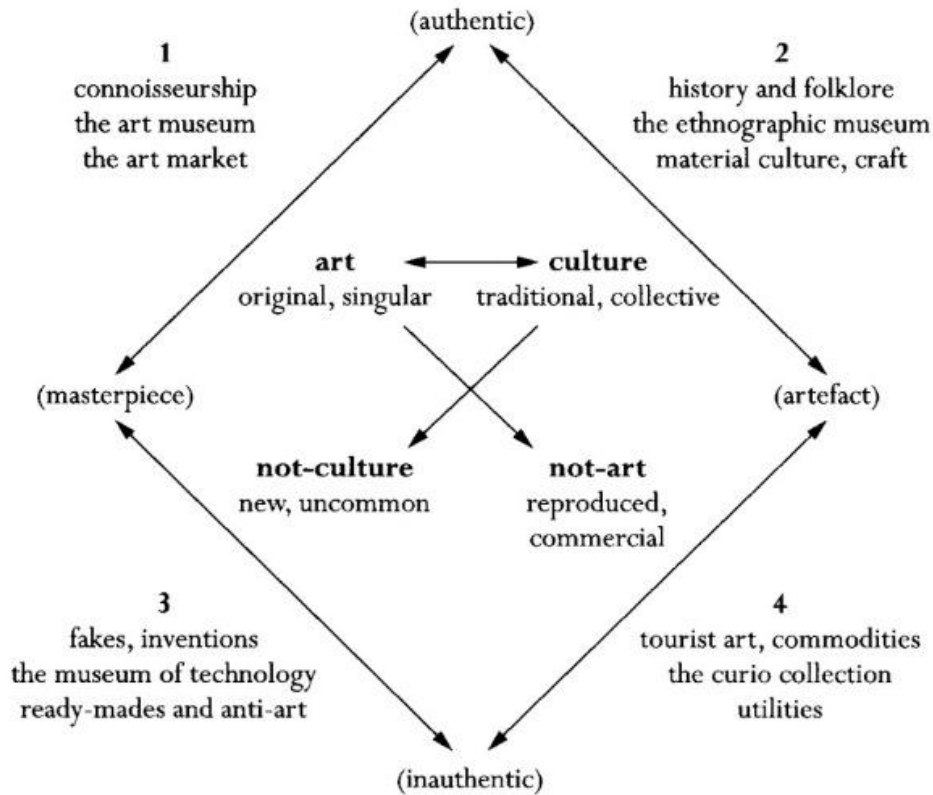 (authentic)
1
connoisseurship
the art museum
the art market
2
history and folklore
the ethnographic museum
material culture, craft
art
original, singular
culture
traditional, collective
(masterpiece)
(artefact)
not-culture
new, uncommon
not-art
reproduced,
commercial
3
fakes, inventions
the museum of technology
ready-mades and anti-art
4
tourist art, commodities
the curio collection
utilities
(inauthentic)